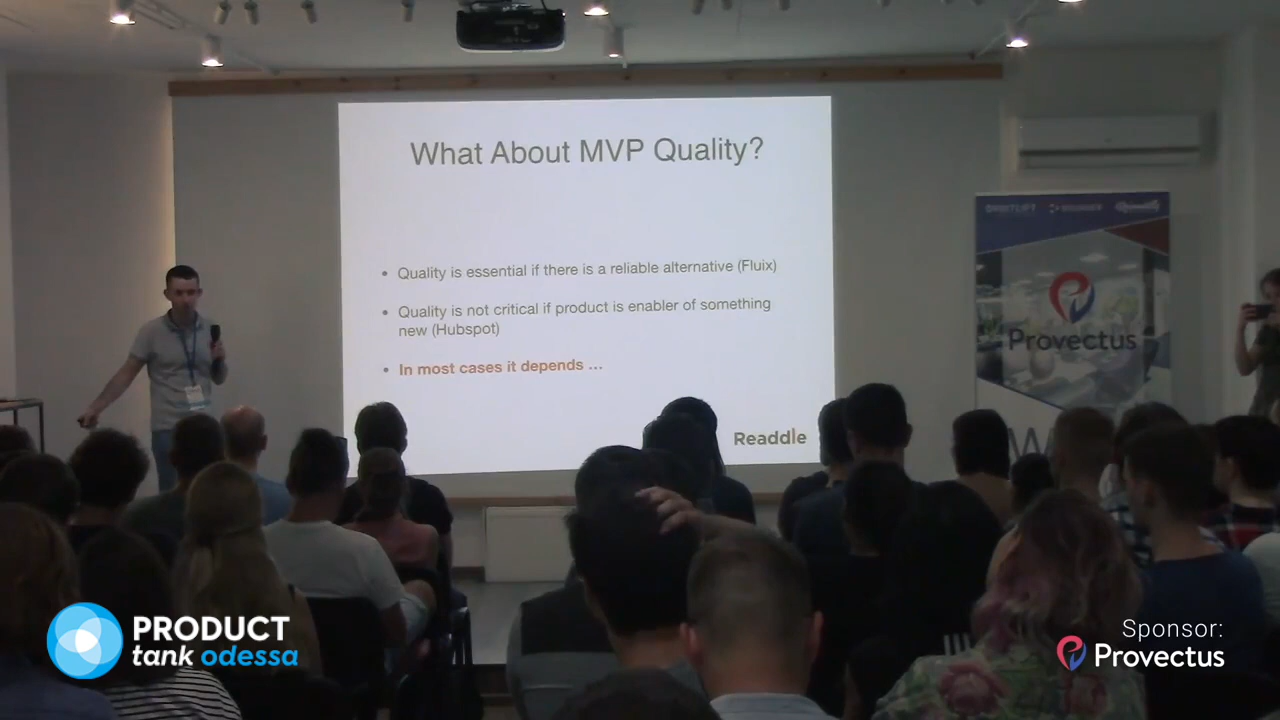 What About MVP Quality?
• Quality is essential if there is a reliable alternative (Fluix)
• Quality is not critical if product is enabler of something
new (Hubspot)
• In most cases it depends ...
Readdle
Provectus
PRODUCT
tank odessa
Sponsor:
Provectus